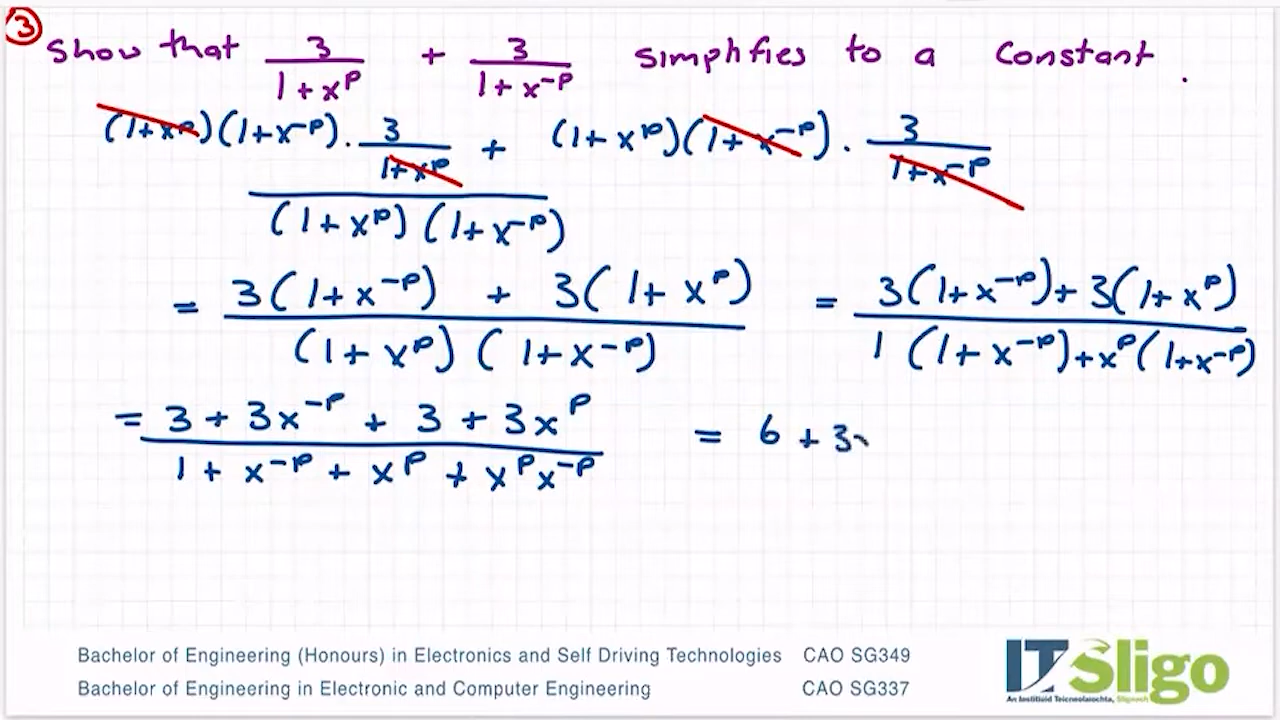 3
Show that 3/(1 + x^p) + 3/(1 + x^-p) simplifies to a constant.
((1+x^p)(1+x^-p) · 3/(1+x^p) + (1+x^p)(1+x^-p) · 3/(1+x^-p)) / ((1+x^p)(1+x^-p))
= (3(1+x^-p) + 3(1+x^p)) / ((1+x^p)(1+x^-p)) = (3(1+x^-p)+3(1+x^p)) / (1(1+x^-p)+x^p(1+x^-p))
= (3 + 3x^-p + 3 + 3x^p) / (1 + x^-p + x^p + x^p x^-p) = 6 + 3
Bachelor of Engineering (Honours) in Electronics and Self Driving Technologies CAO SG349
Bachelor of Engineering in Electronic and Computer Engineering CAO SG337
IT Sligo
An Institiúid Teicneolaíochta, Sligeach